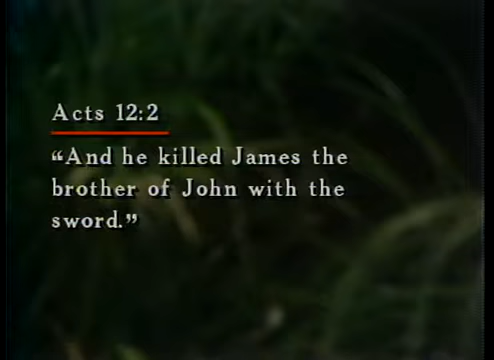 Acts 12:2
“And he killed James the
brother of John with the
sword.”